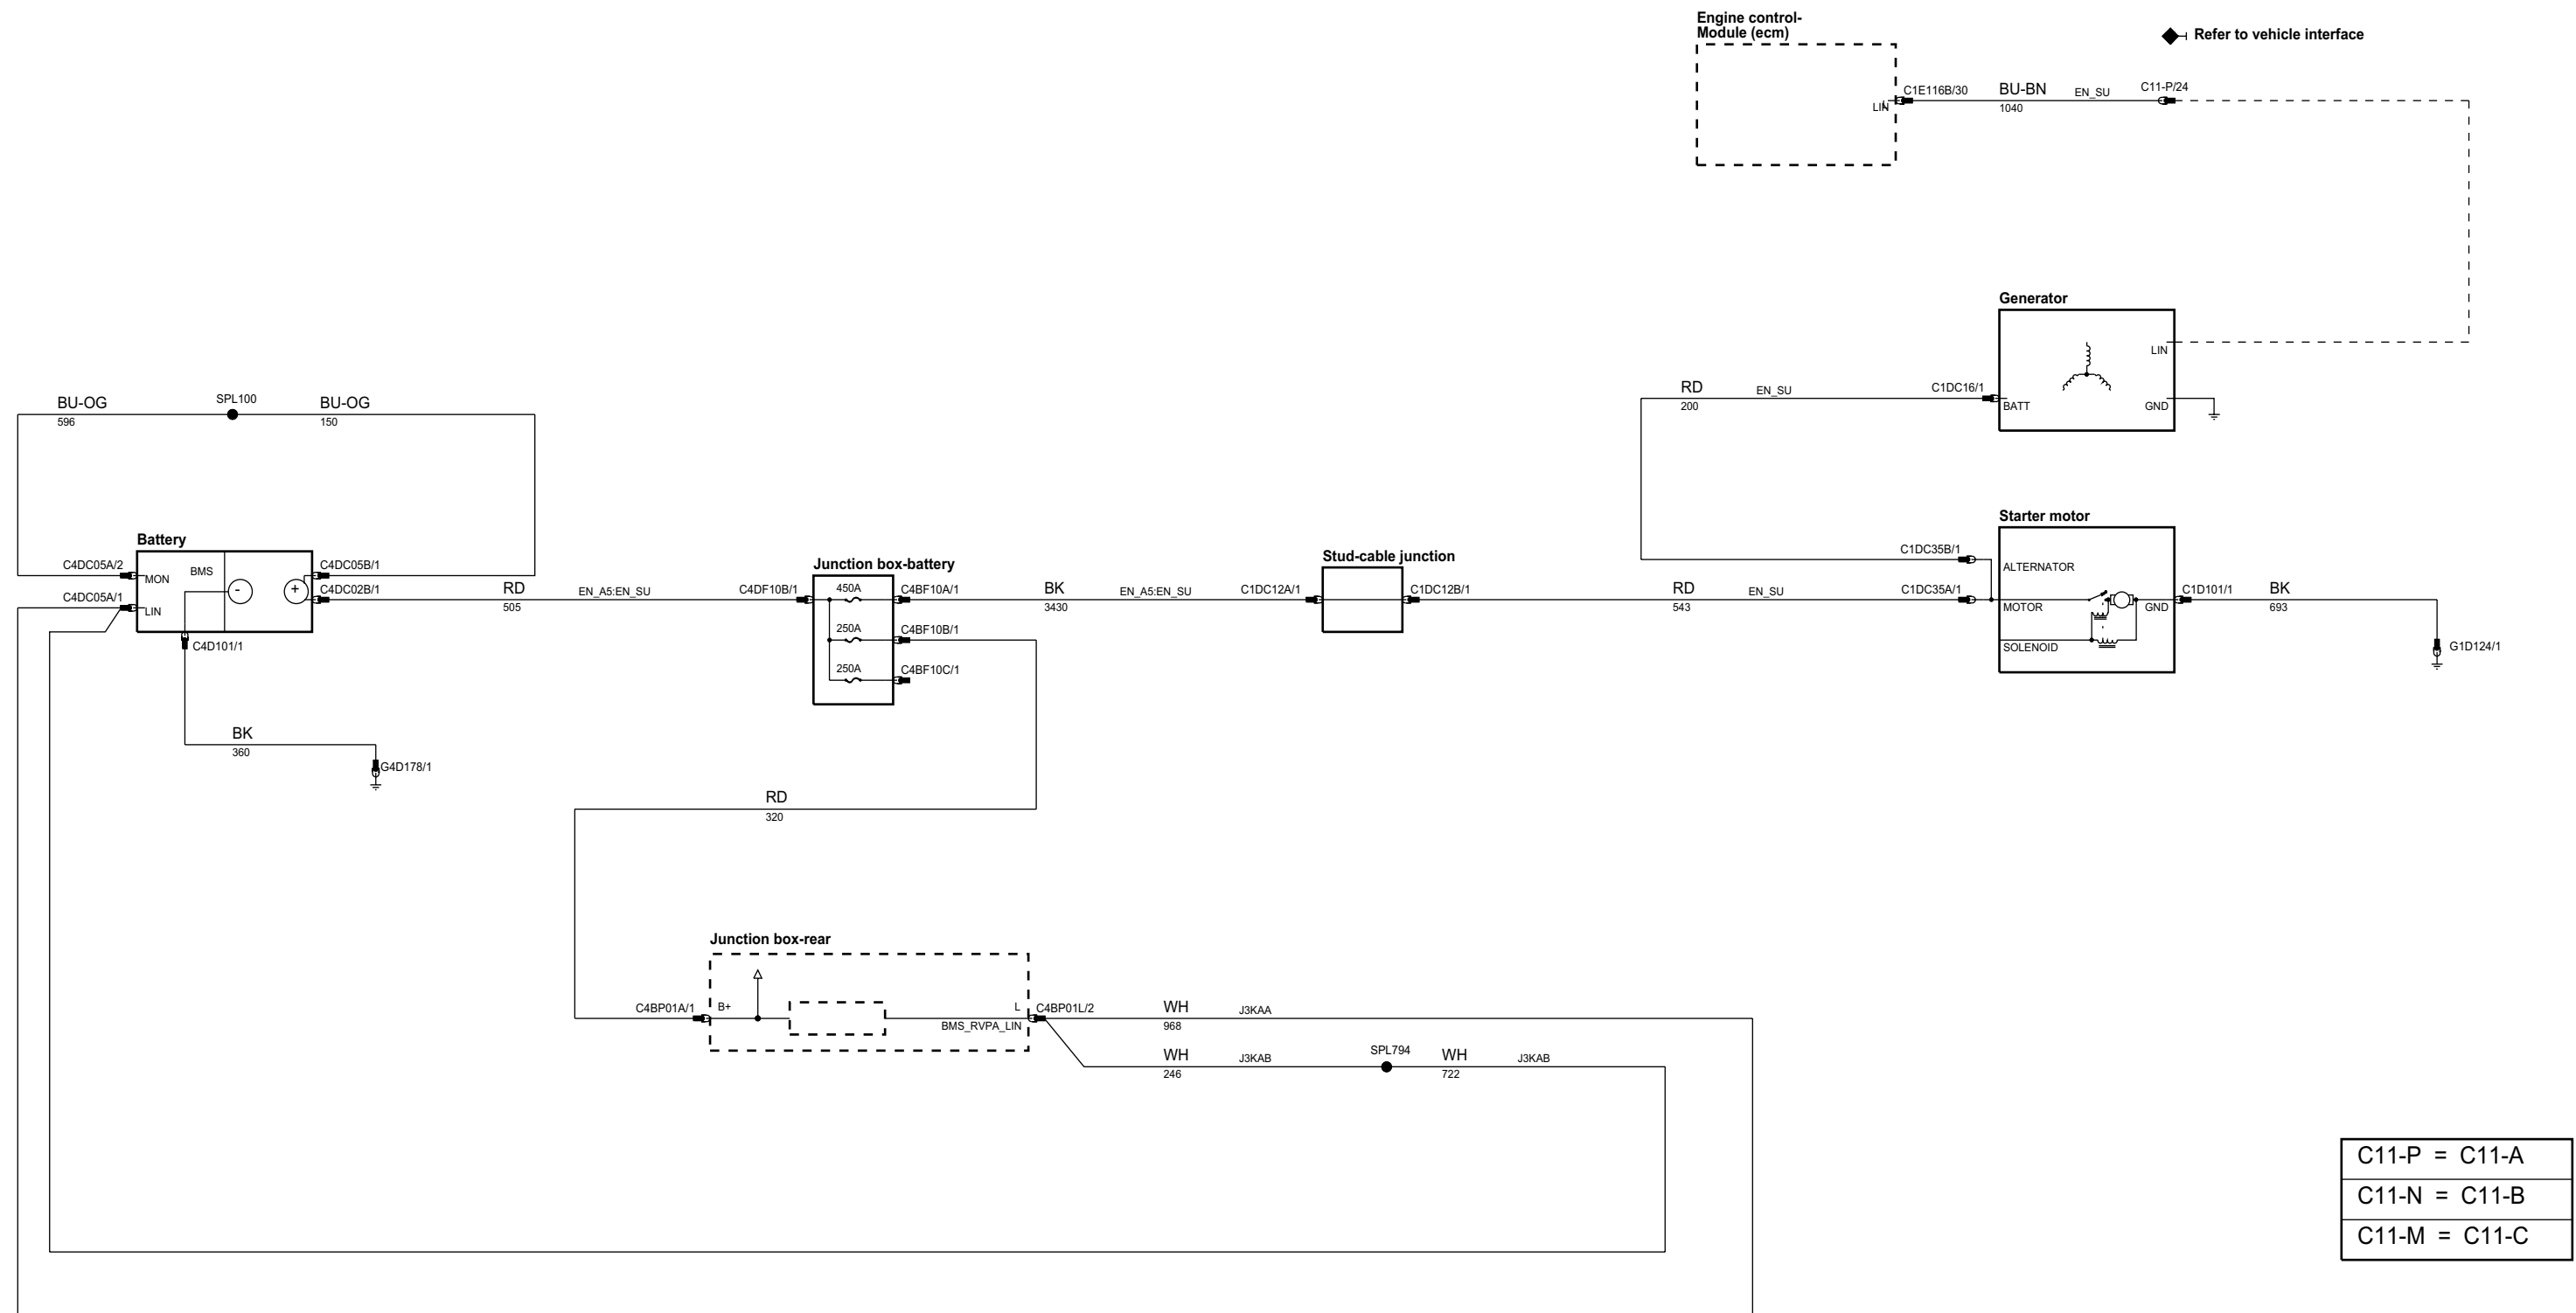 Engine control-
Module (ecm)
Refer to vehicle interface
C1E116B/30
BU-BN
EN_SU
C11-P/24
LIN
1040
Generator
LIN
RD
EN_SU
C1DC16/1
200
BATT
GND
BU-OG
SPL100
BU-OG
596
150
Starter motor
Battery
C1DC35B/1
Junction box-battery
Stud-cable junction
C4DC05A/2
MON
BMS
C4DC05B/1
ALTERNATOR
C4DC05A/1
LIN
-
+
C4DC02B/1
RD
505
EN_A5:EN_SU
C4DF10B/1
450A
C4BF10A/1
BK
3430
EN_A5:EN_SU
C1DC12A/1
C1DC12B/1
RD
543
EN_SU
C1DC35A/1
MOTOR
GND
C1D101/1
BK
693
250A
C4BF10B/1
C4D101/1
SOLENOID
G1D124/1
250A
C4BF10C/1
BK
360
G4D178/1
RD
320
Junction box-rear
C4BP01A/1
B+
L
C4BP01L/2
WH
J3KAA
BMS_RVPA_LIN
968
WH
J3KAB
SPL794
WH
J3KAB
246
722
C11-P = C11-A
C11-N = C11-B
C11-M = C11-C